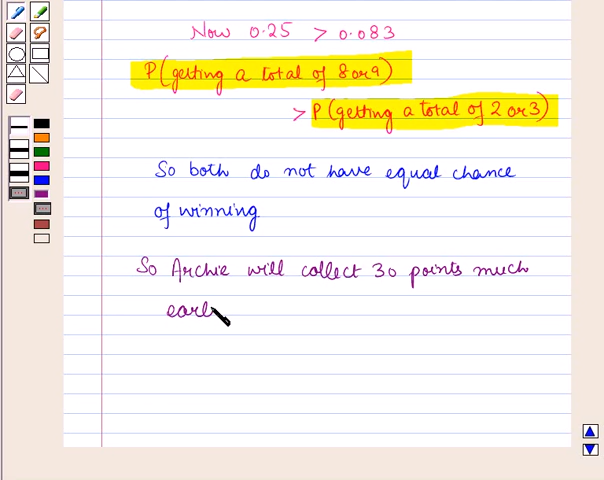 Now 0.25 > 0.083
P(getting a total of 8 or 9)
> P(getting a total of 2 or 3)
So both do not have equal chance
of winning
So Archie will collect 30 points much
earl